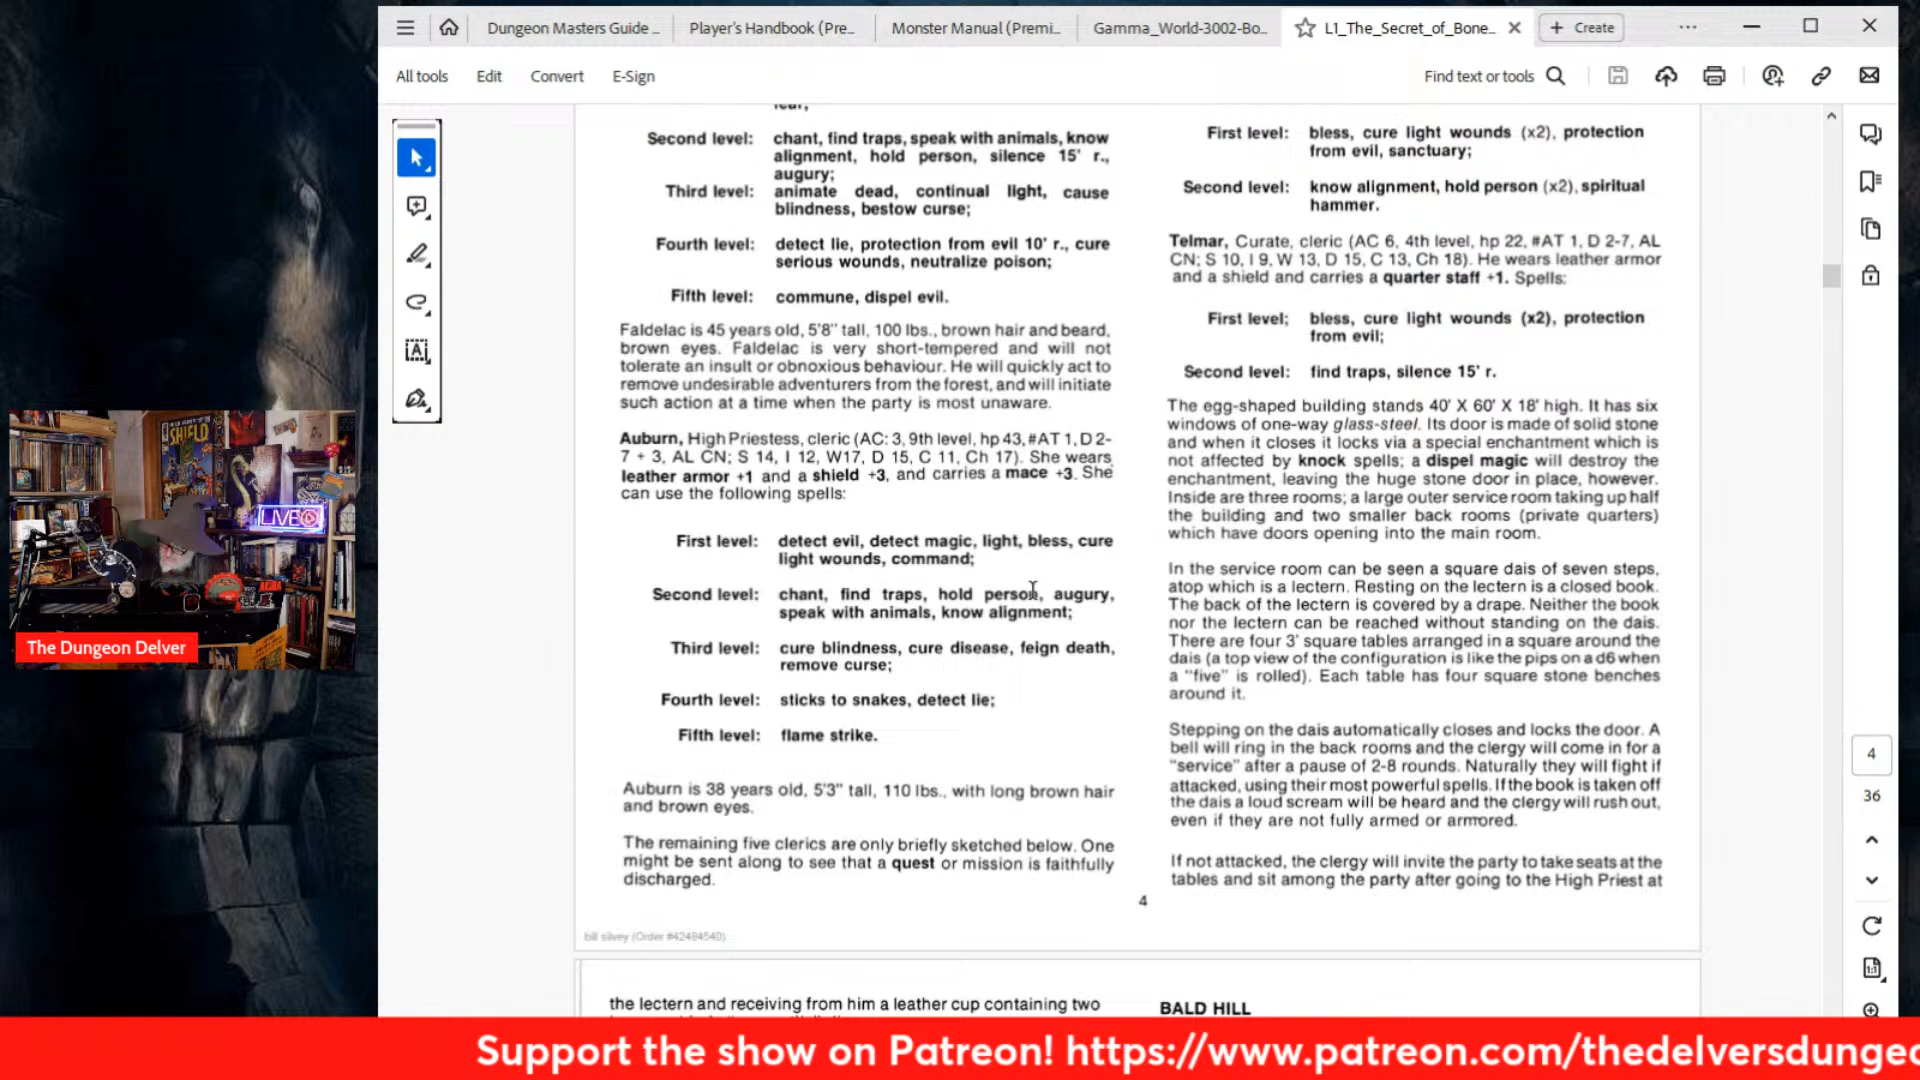 Dungeon Masters Guide ...
Player's Handbook (Pre...
Monster Manual (Premi...
Gamma_World-3002-Bo...
L1_The_Secret_of_Bone...
Create
All tools
Edit
Convert
E-Sign
Find text or tools
Second level: chant, find traps, speak with animals, know
alignment, hold person, silence 15' r.,
augury;
Third level: animate dead, continual light, cause
blindness, bestow curse;
Fourth level: detect lie, protection from evil 10' r., cure
serious wounds, neutralize poison;
Fifth level: commune, dispel evil.
Faldelac is 45 years old, 5'8" tall, 100 lbs., brown hair and beard,
brown eyes. Faldelac is very short-tempered and will not
tolerate an insult or obnoxious behaviour. He will quickly act to
remove undesirable adventurers from the forest, and will initiate
such action at a time when the party is most unaware.
Auburn, High Priestess, cleric (AC: 3, 9th level, hp 43, #AT 1, D 2-
7 + 3, AL CN; S 14, I 12, W17, D 15, C 11, Ch 17). She wears
leather armor +1 and a shield +3, and carries a mace +3. She
can use the following spells:
First level: detect evil, detect magic, light, bless, cure
light wounds, command;
Second level: chant, find traps, hold person, augury,
speak with animals, know alignment;
Third level: cure blindness, cure disease, feign death,
remove curse;
Fourth level: sticks to snakes, detect lie;
Fifth level: flame strike.
Auburn is 38 years old, 5'3" tall, 110 lbs., with long brown hair
and brown eyes.
The remaining five clerics are only briefly sketched below. One
might be sent along to see that a quest or mission is faithfully
discharged.
First level: bless, cure light wounds (x2), protection
from evil, sanctuary;
Second level: know alignment, hold person (x2), spiritual
hammer.
Telmar, Curate, cleric (AC 6, 4th level, hp 22, #AT 1, D 2-7, AL
CN; S 10, I 9, W 13, D 15, C 13, Ch 18). He wears leather armor
and a shield and carries a quarter staff +1. Spells:
First level; bless, cure light wounds (x2), protection
from evil;
Second level: find traps, silence 15' r.
The egg-shaped building stands 40' X 60' X 18' high. It has six
windows of one-way glass-steel. Its door is made of solid stone
and when it closes it locks via a special enchantment which is
not affected by knock spells; a dispel magic will destroy the
enchantment, leaving the huge stone door in place, however.
Inside are three rooms; a large outer service room taking up half
the building and two smaller back rooms (private quarters)
which have doors opening into the main room.
In the service room can be seen a square dais of seven steps,
atop which is a lectern. Resting on the lectern is a closed book.
The back of the lectern is covered by a drape. Neither the book
nor the lectern can be reached without standing on the dais.
There are four 3' square tables arranged in a square around the
dais (a top view of the configuration is like the pips on a d6 when
a "five" is rolled). Each table has four square stone benches
around it.
Stepping on the dais automatically closes and locks the door. A
bell will ring in the back rooms and the clergy will come in for a
"service" after a pause of 2-8 rounds. Naturally they will fight if
attacked, using their most powerful spells. If the book is taken off
the dais a loud scream will be heard and the clergy will rush out,
even if they are not fully armed or armored.
If not attacked, the clergy will invite the party to take seats at the
tables and sit among the party after going to the High Priest at
4
bill silvey (Order #42484540)
the lectern and receiving from him a leather cup containing two
BALD HILL
4
36
SHIELD
LIVE
The Dungeon Delver
Support the show on Patreon! https://www.patreon.com/thedelversdungeo